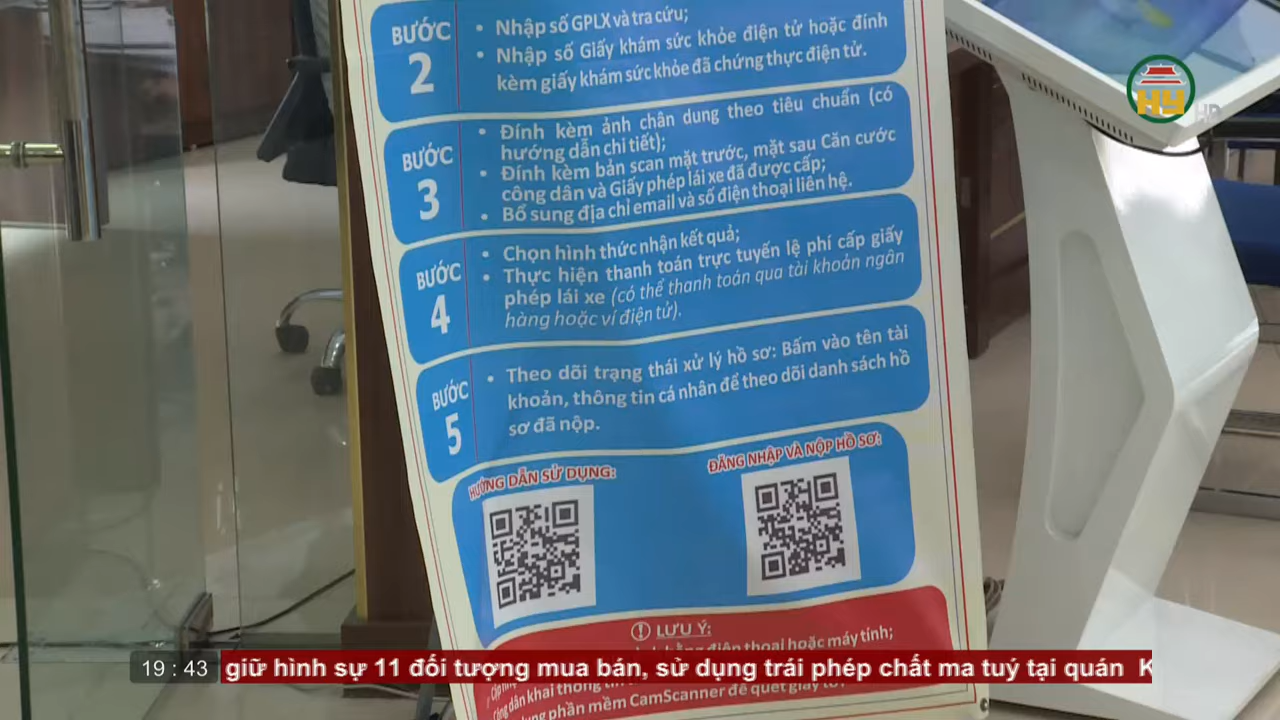 BƯỚC
2
• Nhập số GPLX và tra cứu;
• Nhập số Giấy khám sức khỏe điện tử hoặc đính
kèm giấy khám sức khỏe đã chứng thực điện tử.
BƯỚC
3
• Đính kèm ảnh chân dung theo tiêu chuẩn (có
hướng dẫn chi tiết);
• Đính kèm bản scan mặt trước, mặt sau Căn cước
công dân và Giấy phép lái xe đã được cấp;
• Bổ sung địa chỉ email và số điện thoại liên hệ.
BƯỚC
4
• Chọn hình thức nhận kết quả;
• Thực hiện thanh toán trực tuyến lệ phí cấp giấy
phép lái xe (có thể thanh toán qua tài khoản ngân
hàng hoặc ví điện tử).
BƯỚC
5
• Theo dõi trạng thái xử lý hồ sơ: Bấm vào tên tài
khoản, thông tin cá nhân để theo dõi danh sách hồ
sơ đã nộp.
HƯỚNG DẪN SỬ DỤNG:
ĐĂNG NHẬP VÀ NỘP HỒ SƠ:
LƯU Ý:
bằng điện thoại hoặc máy tính;
phần mềm CamScanner để quét giấy tờ
HY HD
19 : 43
giữ hình sự 11 đối tượng mua bán, sử dụng trái phép chất ma tuý tại quán K